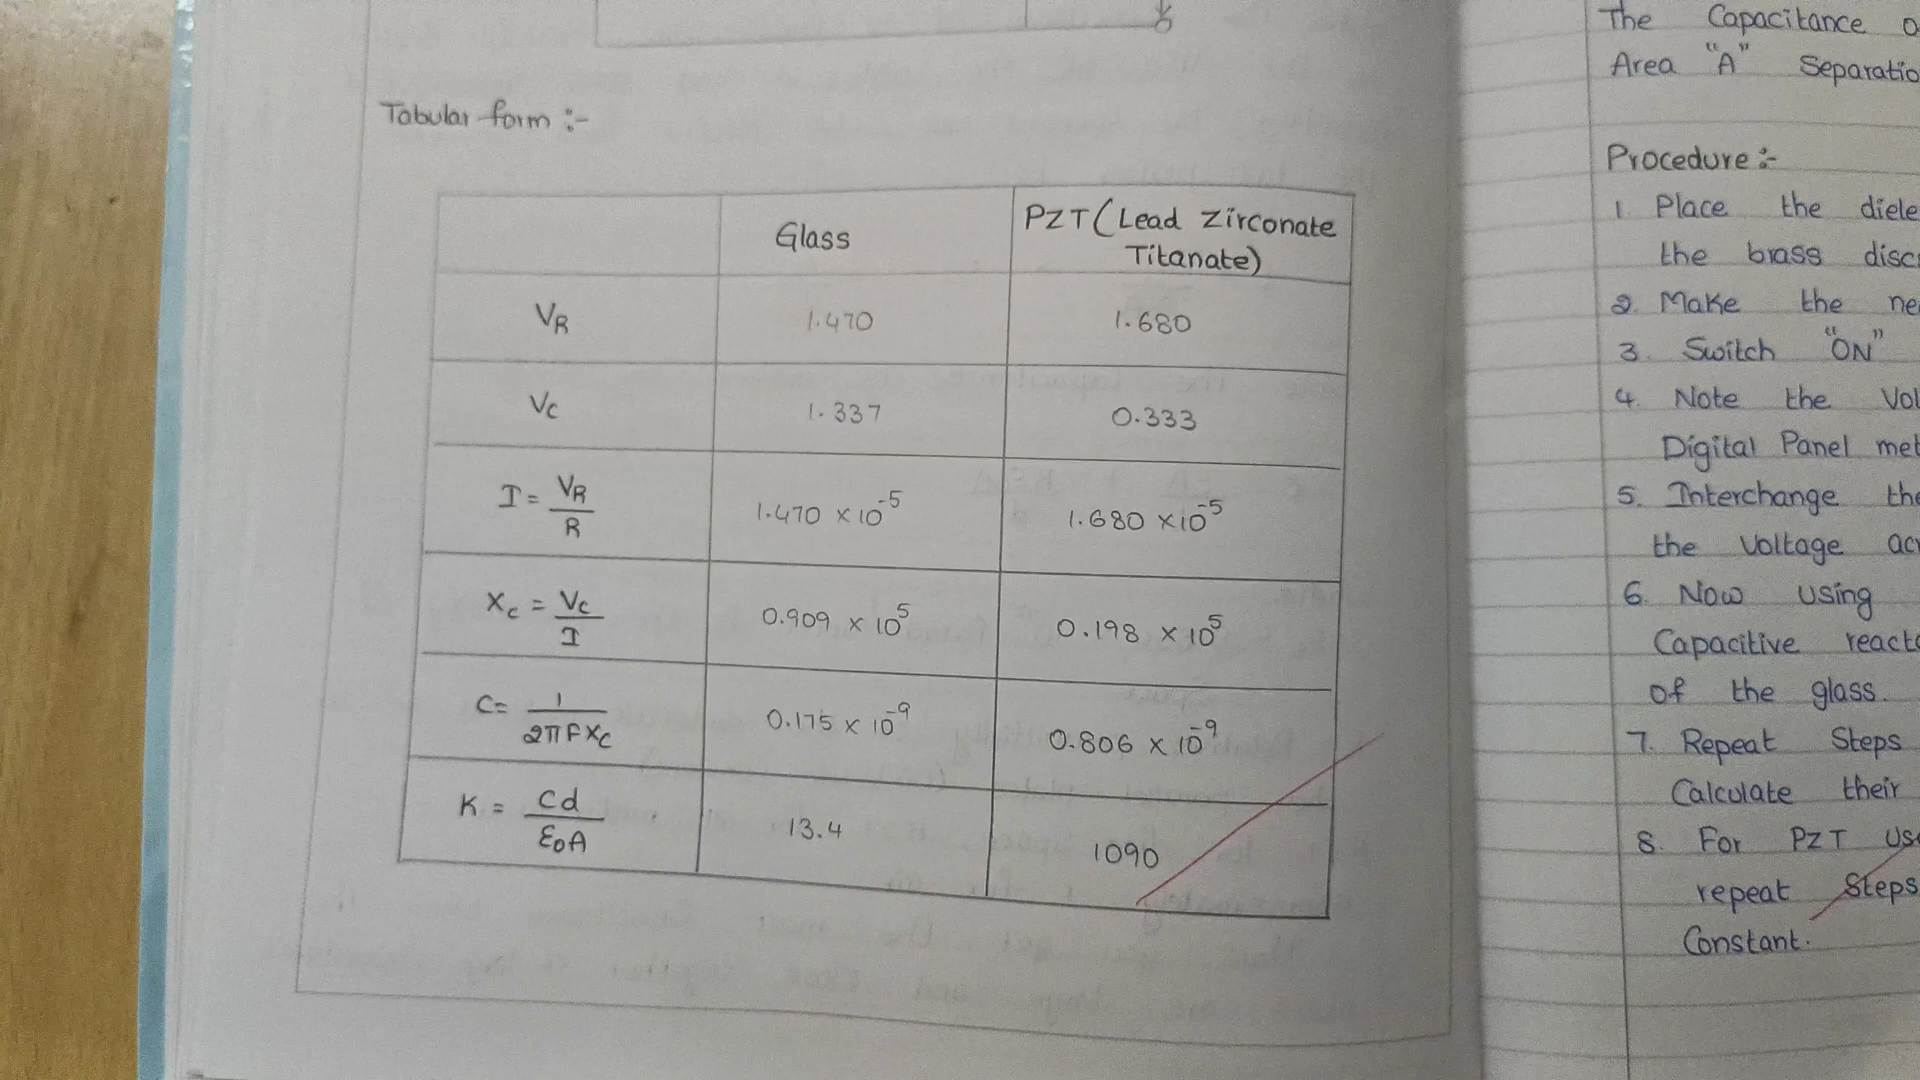 Tabular form :-
Glass
PZT (Lead Zirconate
Titanate)
VR
1.470
1.680
Vc
1.337
0.333
I = VR/R
1.470 × 10^-5
1.680 × 10^-5
Xc = Vc/I
0.909 × 10^5
0.198 × 10^5
C = 1/2πFXc
0.175 × 10^-9
0.806 × 10^-9
K = Cd/ε0A
13.4
1090
The Capacitance
Area "A" Separatio
Procedure :-
1 Place the diele
the brass disc
2. Make the ne
3. Switch "ON"
4. Note the Vol
Digital Panel met
5. Interchange the
the Voltage ac
6. Now using
Capacitive reacta
of the glass.
7. Repeat Steps
Calculate their
8. For PZT Use
repeat Steps
Constant.